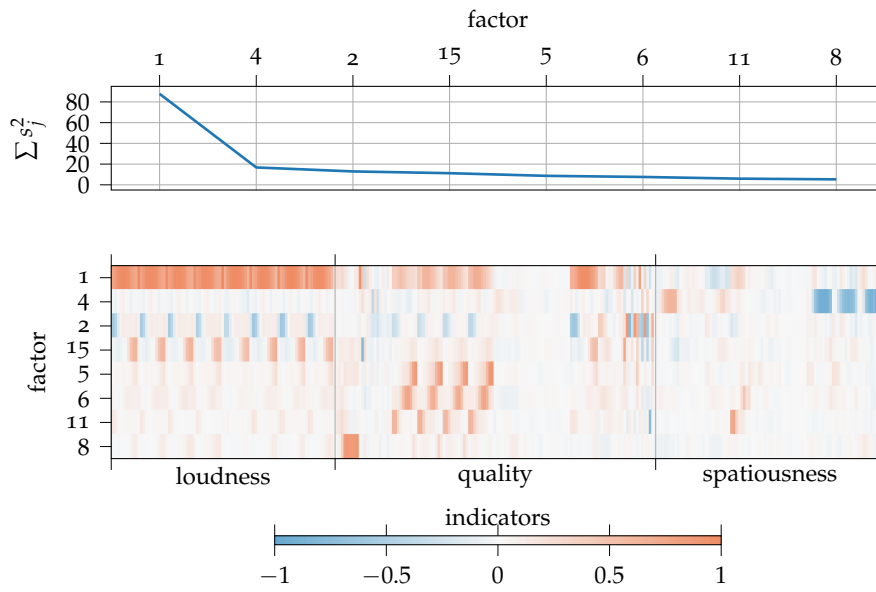 factor
1 4 2 15 5 6 11 8
∑ s_j^2
80
60
40
20
0
factor
1
4
2
15
5
6
11
8
loudness quality spatiousness
indicators
−1 −0.5 0 0.5 1